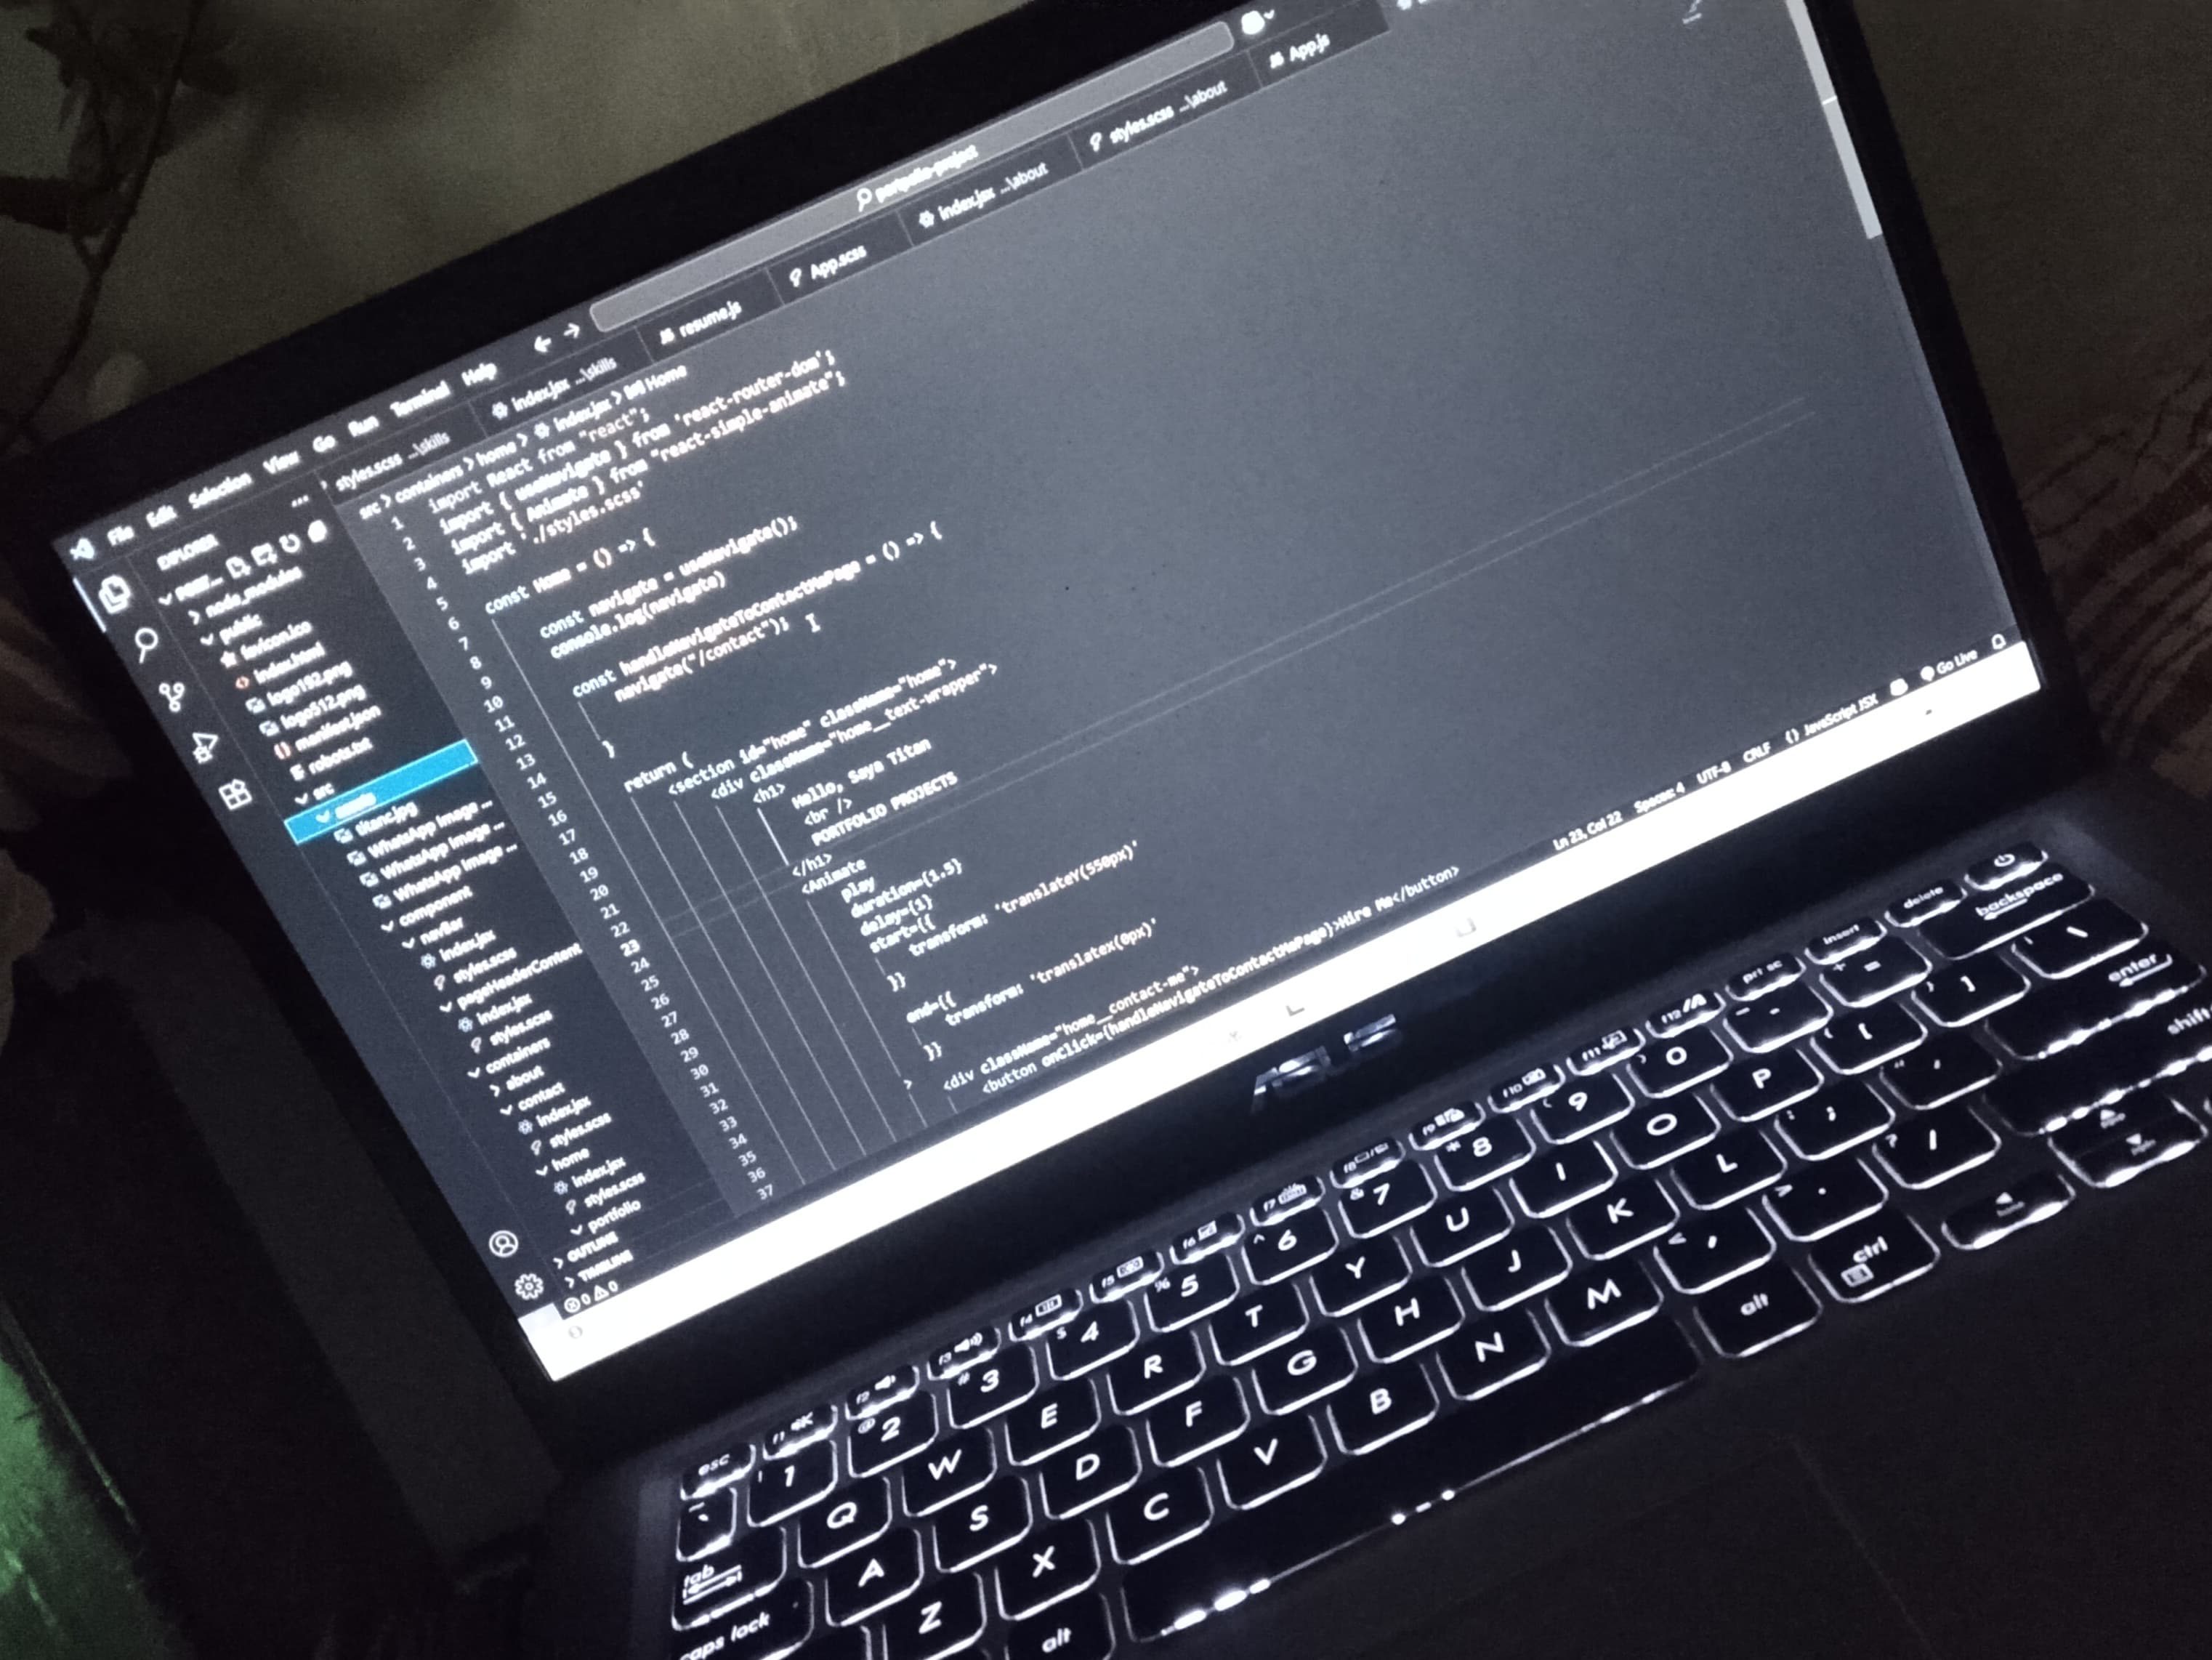 File Edit Selection View Go Run Terminal Help
portpolio-project
styles.scss ...\skills
index.jsx ...\skills
resume.js
App.scss
index.jsx ...\about
styles.scss ...\about
App.js
EXPLORER
node_modules
public
favicon.ico
index.html
logo192.png
logo512.png
manifest.json
robots.txt
src
assets
WhatsApp Image ...
WhatsApp Image ...
WhatsApp Image ...
component
navBar
index.jsx
styles.scss
pageHeaderContent
index.jsx
styles.scss
containers
about
contact
index.jsx
styles.scss
home
index.jsx
styles.scss
portfolio
OUTLINE
TIMELINE
src > containers > home > index.jsx > Home
1 import React from "react";
2 import { useNavigate } from 'react-router-dom';
3 import { Animate } from "react-simple-animate";
4 import './styles.scss'
5
6 const Home = () => {
7
8 const navigate = useNavigate();
9 console.log(navigate)
10
11 const handleNavigateToContactMePage = () => {
12 navigate("/contact");
13
14 }
15
16 return (
17 <section id="home" className="home">
18 <div className="home__text-wrapper">
19 <h1>
20 Hello, Saya Titan
21 <br />
22 PORTFOLIO PROJECTS
23 </h1>
24 <Animate
25 play
26 duration={1.5}
27 delay={1}
28 start={{
29 transform: 'translateY(550px)'
30 }}
31 end={{
32 transform: 'translatex(0px)'
33 }}
34 >
35 <div className="home__contact-me">
36 <button onClick={handleNavigateToContactMePage}>Hire Me</button>
37
0 0
Ln 23, Col 22 Spaces: 4 UTF-8 CRLF {} JavaScript JSX Go Live
ASUS
esc f1 f2 f3 f4 f5 f6 f7 f8 f9 f10 f11 f12 prt sc insert delete
~ ` ! 1 @ 2 # 3 $ 4 % 5 ^ 6 & 7 * 8 ( 9 ) 0 _ - + = backspace
tab Q W E R T Y U I O P { [ } ] | \
caps lock A S D F G H J K L : ; " ' enter
Z X C V B N M < , > . ? / shift
alt alt ctrl